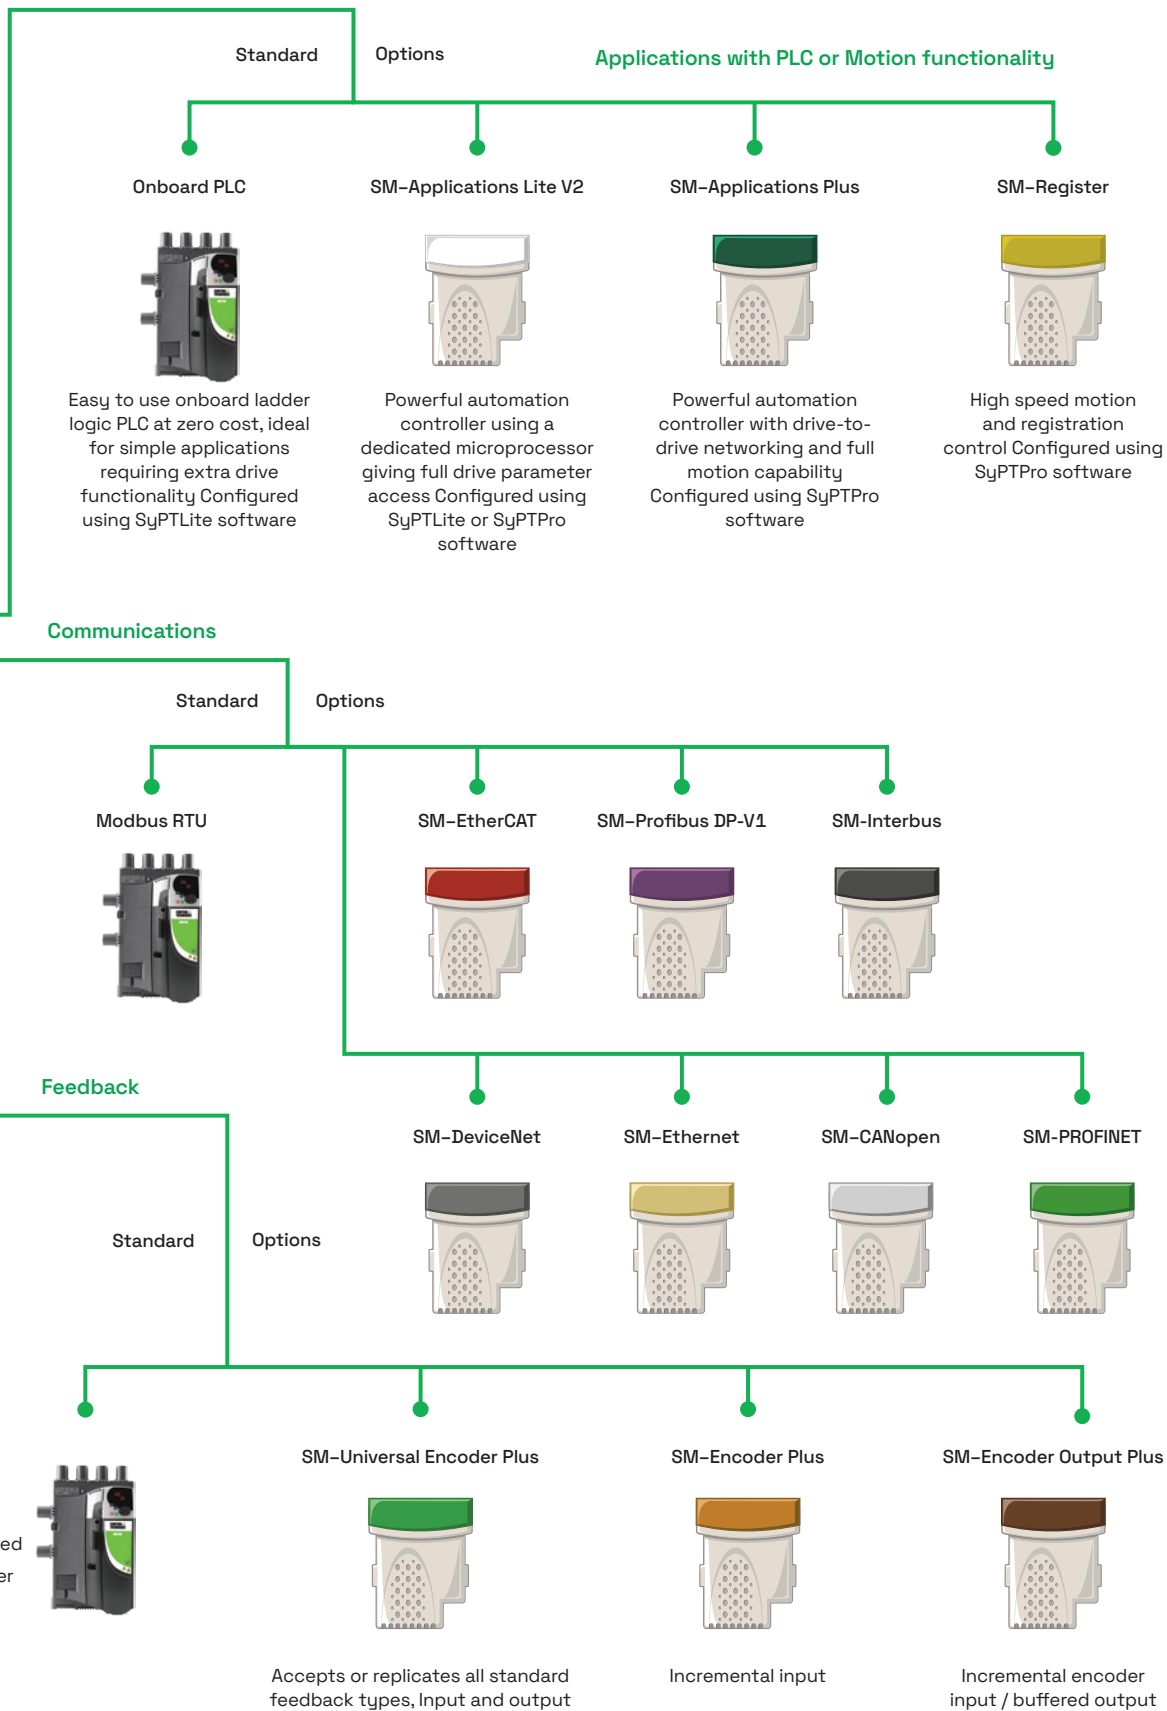 Standard
Options
Applications with PLC or Motion functionality
Onboard PLC
SM–Applications Lite V2
SM–Applications Plus
SM–Register
Easy to use onboard ladder
logic PLC at zero cost, ideal
for simple applications
requiring extra drive
functionality Configured
using SyPTLite software
Powerful automation
controller using a
dedicated microprocessor
giving full drive parameter
access Configured using
SyPTLite or SyPTPro
software
Powerful automation
controller with drive-to-
drive networking and full
motion capability
Configured using SyPTPro
software
High speed motion
and registration
control Configured using
SyPTPro software
Communications
Standard
Options
Modbus RTU
SM–EtherCAT
SM–Profibus DP-V1
SM-Interbus
SM–DeviceNet
SM–Ethernet
SM–CANopen
SM-PROFINET
Feedback
Standard
Options
SM–Universal Encoder Plus
SM–Encoder Plus
SM–Encoder Output Plus
ed
er
Accepts or replicates all standard
feedback types, Input and output
Incremental input
Incremental encoder
input / buffered output